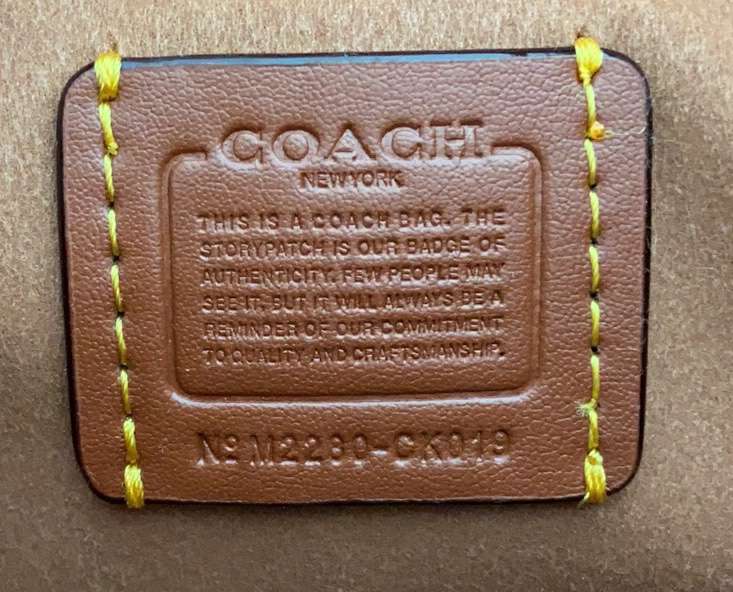 COACH
NEW YORK
THIS IS A COACH BAG. THE
STORYPATCH IS OUR BADGE OF
AUTHENTICITY. FEW PEOPLE MAY
SEE IT, BUT IT WILL ALWAYS BE A
REMINDER OF OUR COMMITMENT
TO QUALITY AND CRAFTSMANSHIP.
Nº M2280-CK019